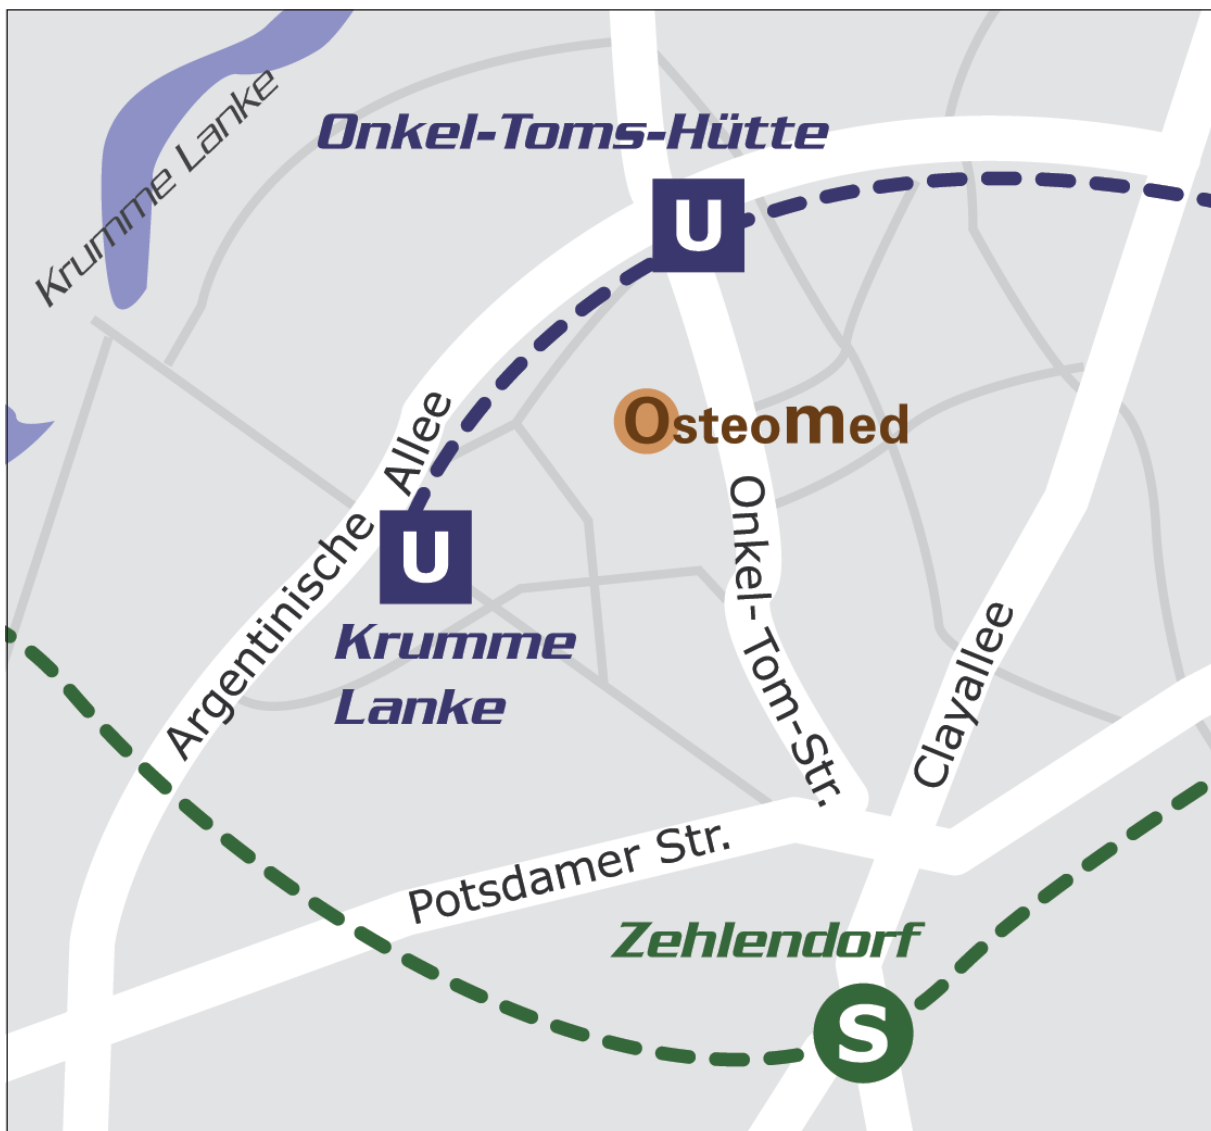 Krumme Lanke
Onkel-Toms-Hütte
U
Osteomed
Argentinische Allee
U
Krumme
Lanke
Onkel-Tom-Str.
Clayallee
Potsdamer Str.
Zehlendorf
S